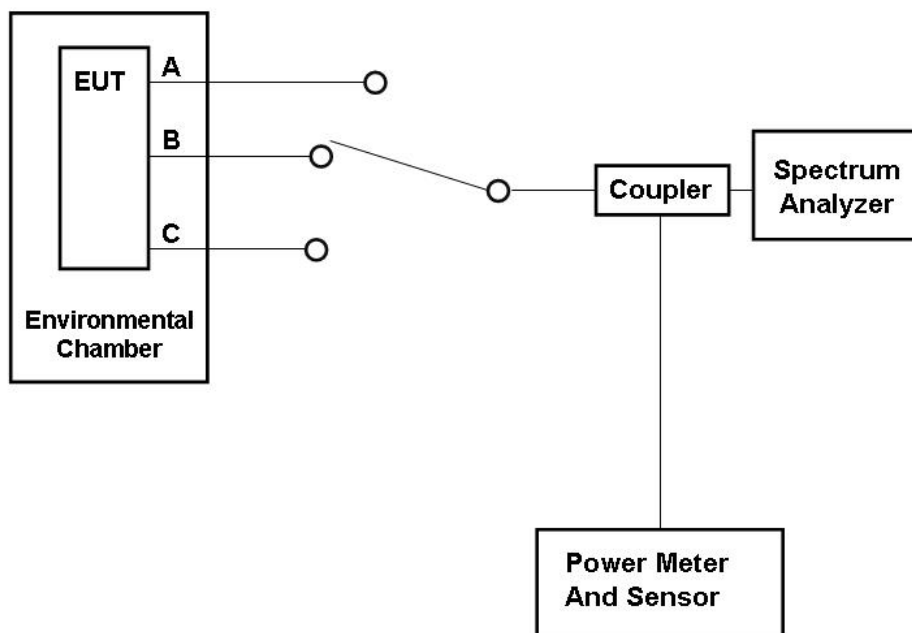 EUT
A
B
C
Environmental
Chamber
Coupler
Spectrum
Analyzer
Power Meter
And Sensor